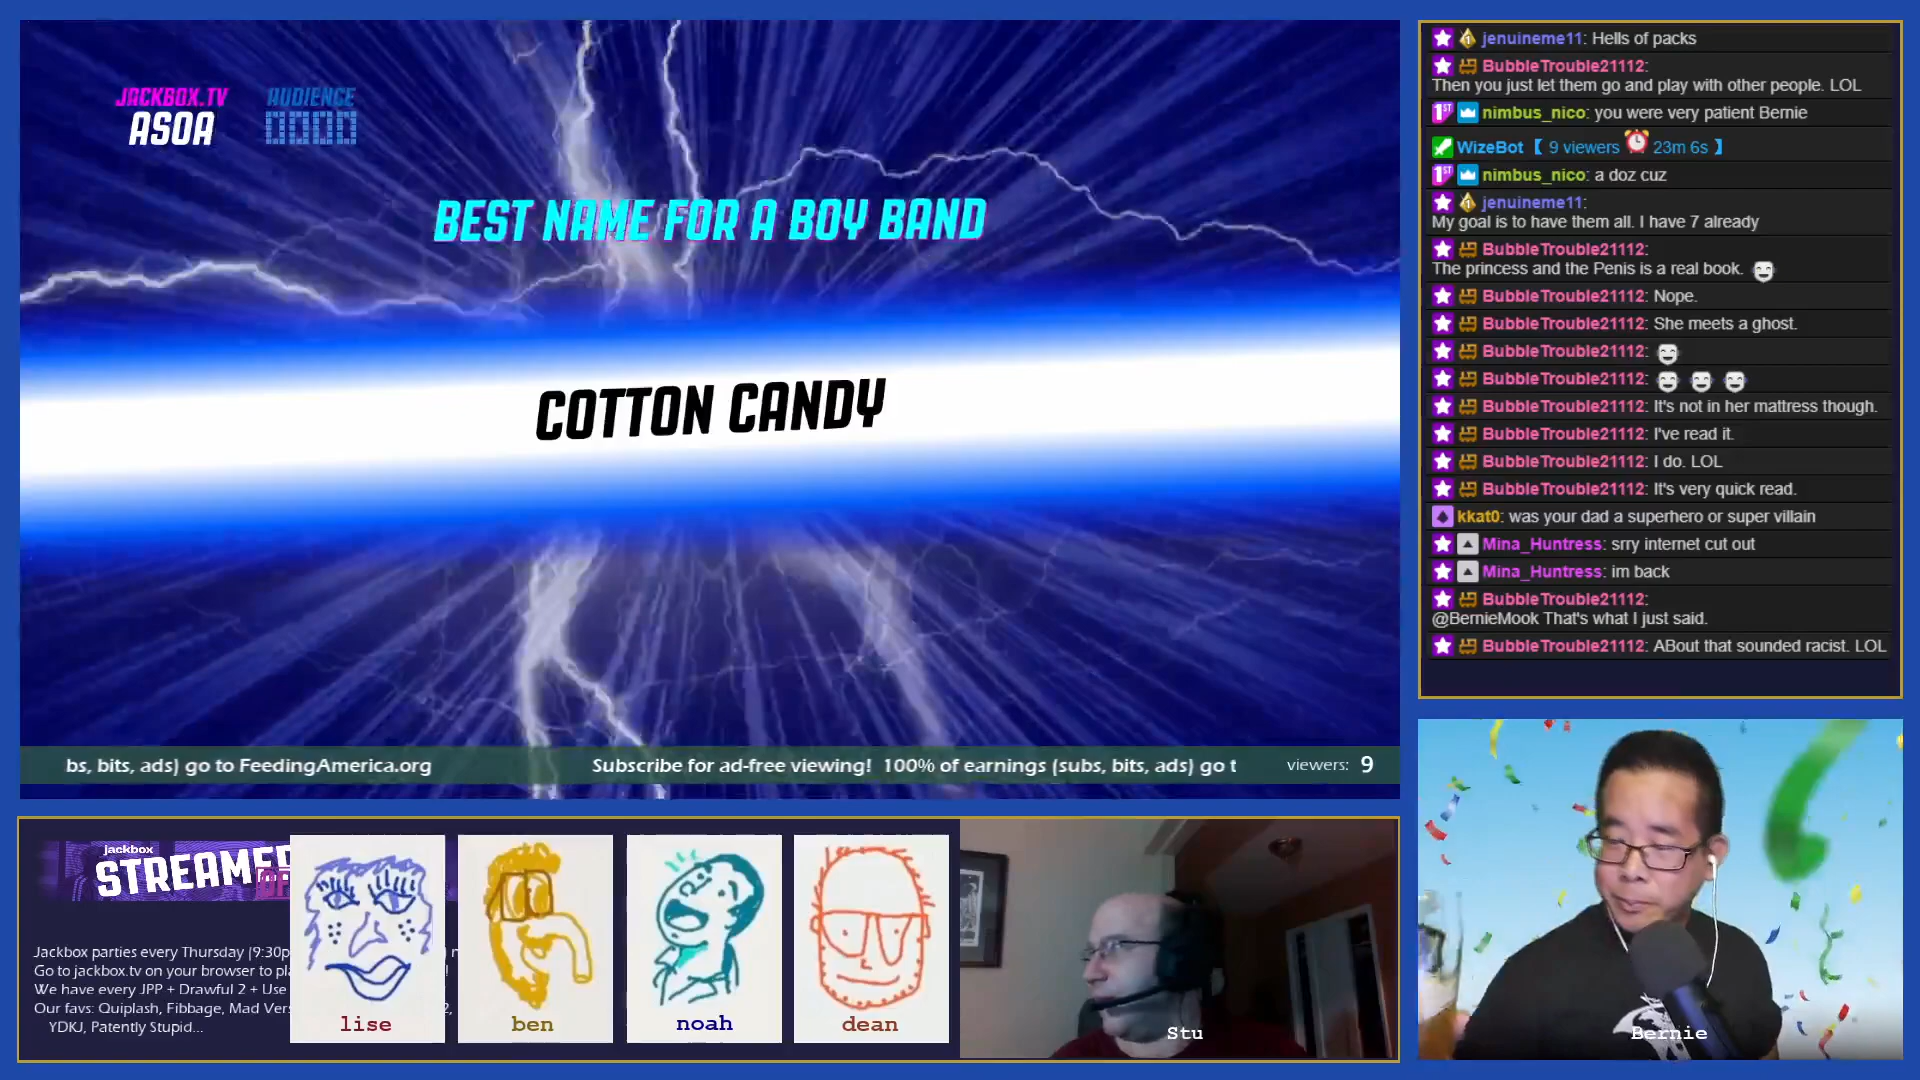 JACKBOX.TV
ASOA
AUDIENCE
BEST NAME FOR A BOY BAND
COTTON CANDY
bs, bits, ads) go to FeedingAmerica.org
Subscribe for ad-free viewing! 100% of earnings (subs, bits, ads) go t
viewers: 9
jenuineme11: Hells of packs
BubbleTrouble21112:
Then you just let them go and play with other people. LOL
nimbus_nico: you were very patient Bernie
WizeBot 【 9 viewers ⏰ 23m 6s 】
nimbus_nico: a doz cuz
jenuineme11:
My goal is to have them all. I have 7 already
BubbleTrouble21112:
The princess and the Penis is a real book.
BubbleTrouble21112: Nope.
BubbleTrouble21112: She meets a ghost.
BubbleTrouble21112:
BubbleTrouble21112:
BubbleTrouble21112: It's not in her mattress though.
BubbleTrouble21112: I've read it.
BubbleTrouble21112: I do. LOL
BubbleTrouble21112: It's very quick read.
kkat0: was your dad a superhero or super villain
Mina_Huntress: srry internet cut out
Mina_Huntress: im back
BubbleTrouble21112:
@BernieMook That's what I just said.
BubbleTrouble21112: ABout that sounded racist. LOL
jackbox
STREAMED
Jackbox parties every Thursday (9:30p
Go to jackbox.tv on your browser to pl
We have every JPP + Drawful 2 + Use
Our favs: Quiplash, Fibbage, Mad Vers
YDKJ, Patently Stupid...
lise
ben
noah
dean
Stu
Bernie